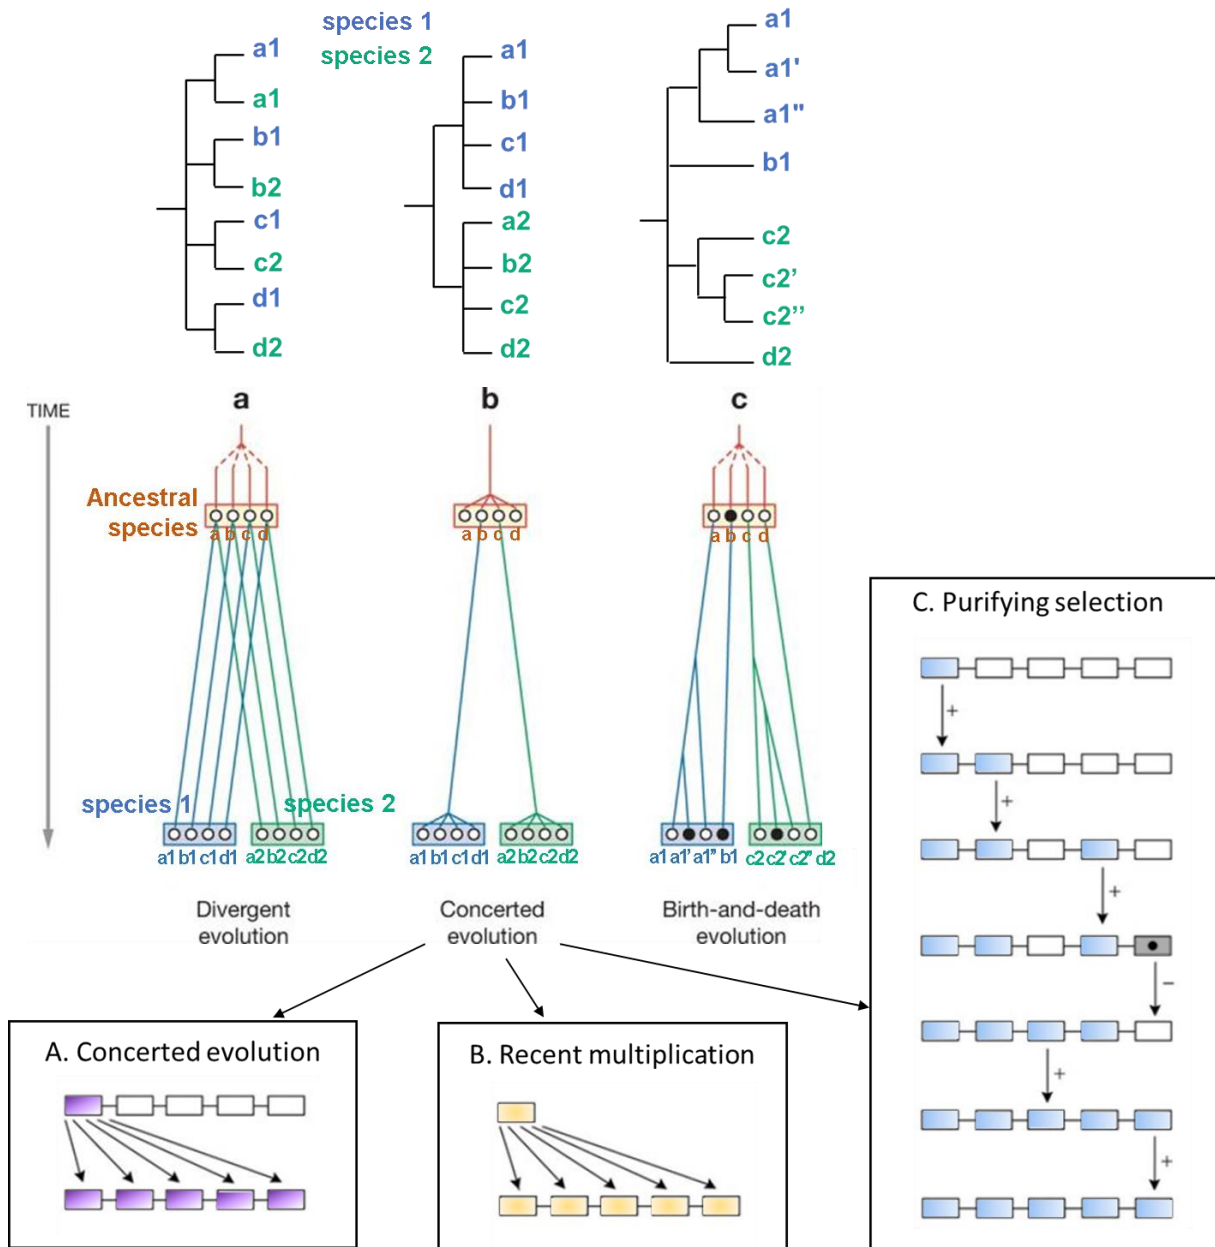 species 1
species 2
a1
a1
b1
b2
c1
c2
d1
d2
a1
b1
c1
d1
a2
b2
c2
d2
a1
a1'
a1"
b1
c2
c2'
c2’’
d2
TIME
a
b
c
Ancestral
species
a b c d
a b c d
a b c d
species 1
species 2
a1 b1 c1 d1
a2 b2 c2 d2
a1 b1 c1 d1
a2 b2 c2 d2
a1 a1' a1" b1
c2 c2' c2" d2
Divergent
evolution
Concerted
evolution
Birth-and-death
evolution
A. Concerted evolution
B. Recent multiplication
C. Purifying selection
+
+
+
−
+
+